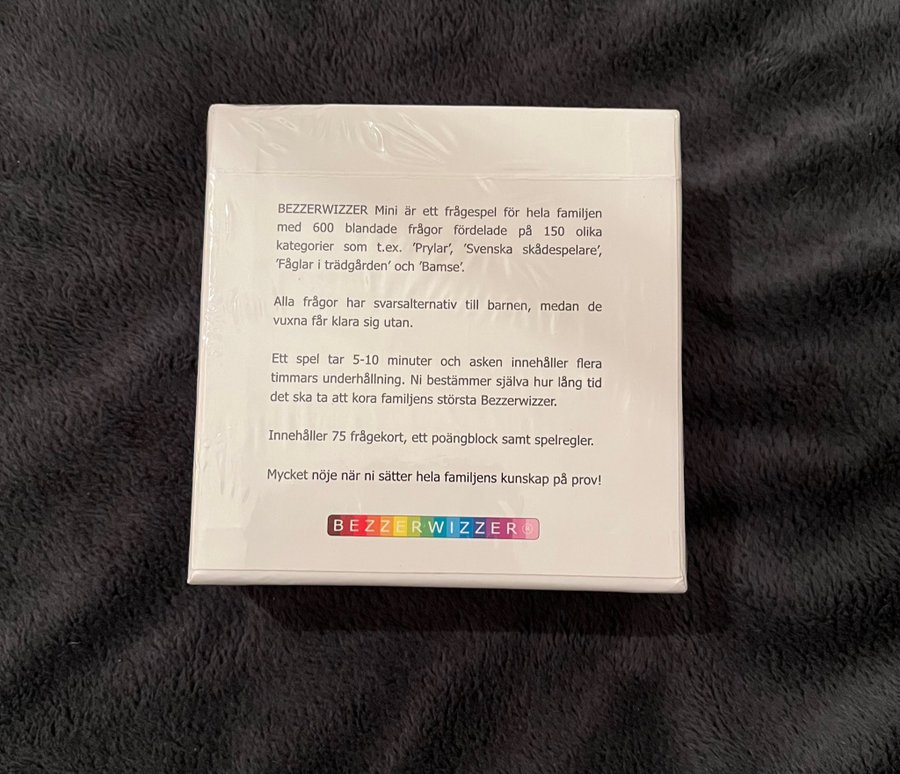 BEZZERWIZZER Mini är ett frågespel för hela familjen
med 600 blandade frågor fördelade på 150 olika
kategorier som t.ex. ’Prylar’, ’Svenska skådespelare’,
’Fåglar i trädgården’ och ’Bamse’.
Alla frågor har svarsalternativ till barnen, medan de
vuxna får klara sig utan.
Ett spel tar 5-10 minuter och asken innehåller flera
timmars underhållning. Ni bestämmer själva hur lång tid
det ska ta att kora familjens största Bezzerwizzer.
Innehåller 75 frågekort, ett poängblock samt spelregler.
Mycket nöje när ni sätter hela familjens kunskap på prov!
BEZZERWIZZER®